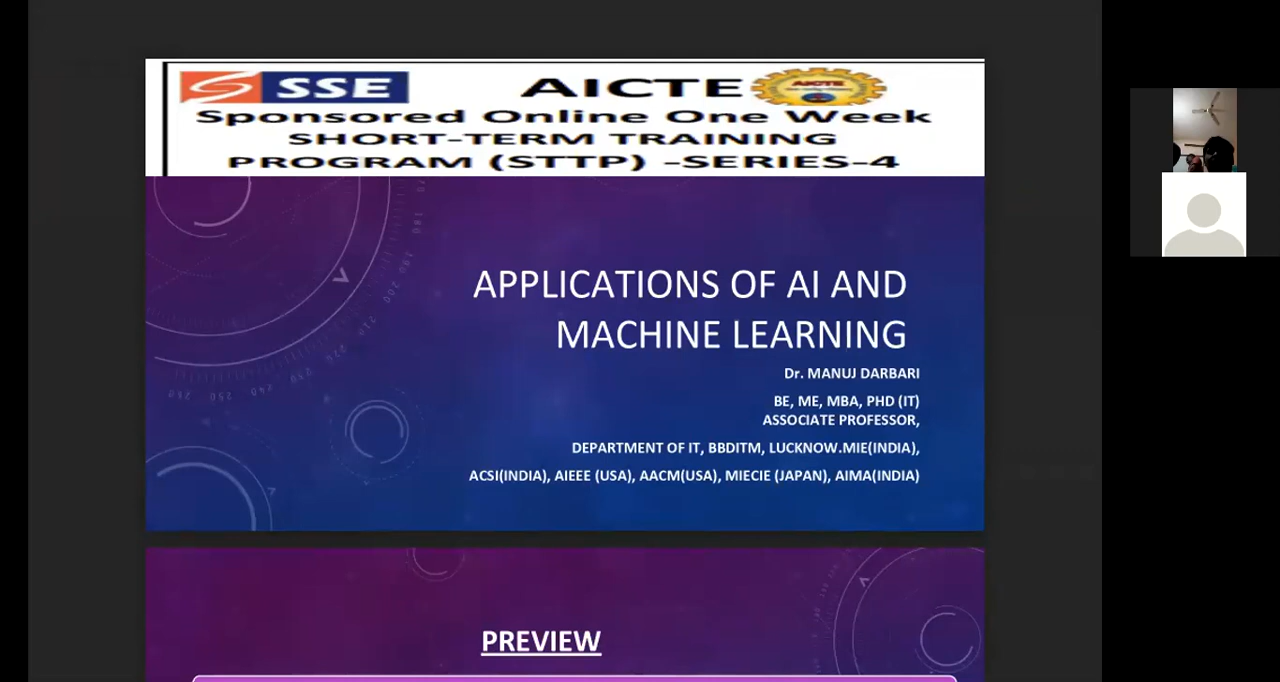 SSE AICTE AICTE
Sponsored Online One Week
SHORT-TERM TRAINING
PROGRAM (STTP) -SERIES-4
APPLICATIONS OF AI AND
MACHINE LEARNING
Dr. MANUJ DARBARI
BE, ME, MBA, PHD (IT)
ASSOCIATE PROFESSOR,
DEPARTMENT OF IT, BBDITM, LUCKNOW.MIE(INDIA),
ACSI(INDIA), AIEEE (USA), AACM(USA), MIECIE (JAPAN), AIMA(INDIA)
PREVIEW